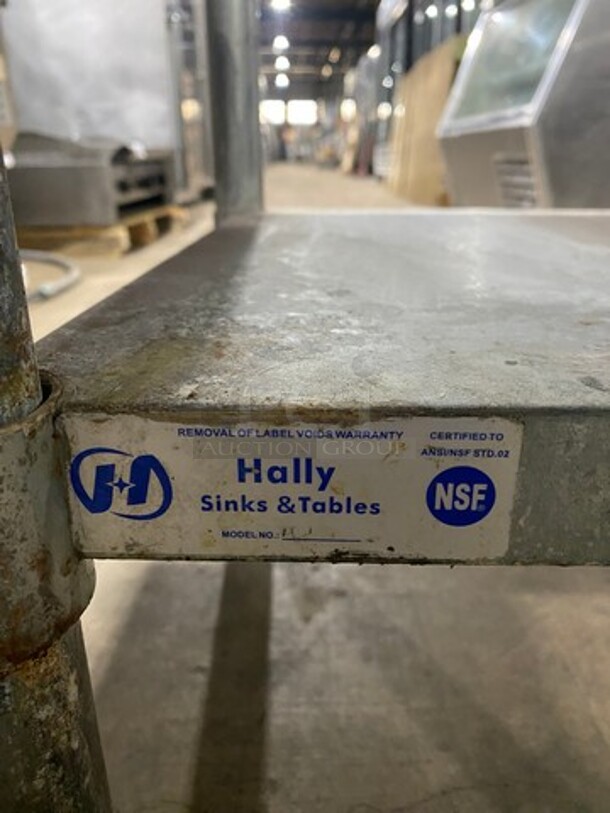 REMOVAL OF LABEL VOIDS WARRANTY
CERTIFIED TO
ANSI/NSF STD.02
AUCTION GROUP
Hally
Sinks & Tables
NSF
MODEL NO.: